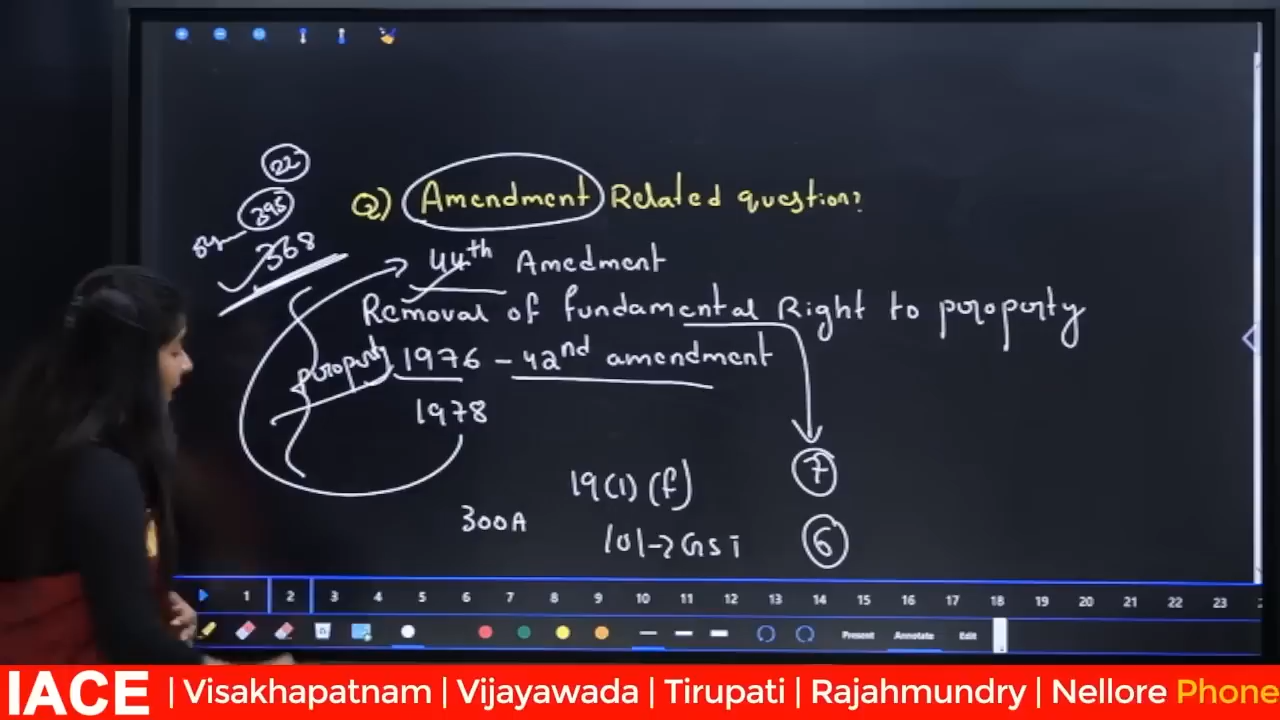 22
Q) Amendment Related question?
395
368
44th Amedment
Removal of fundamental Right to poroporty
poroporty 1976 - 42nd amendment
1978
7
19(1)(f)
300A
101→GST
6
1 2 3 4 5 6 7 8 9 10 11 12 13 14 15 16 17 18 19 20 21 22 23
Present Annotate Edit
IACE | Visakhapatnam | Vijayawada | Tirupati | Rajahmundry | Nellore Phone